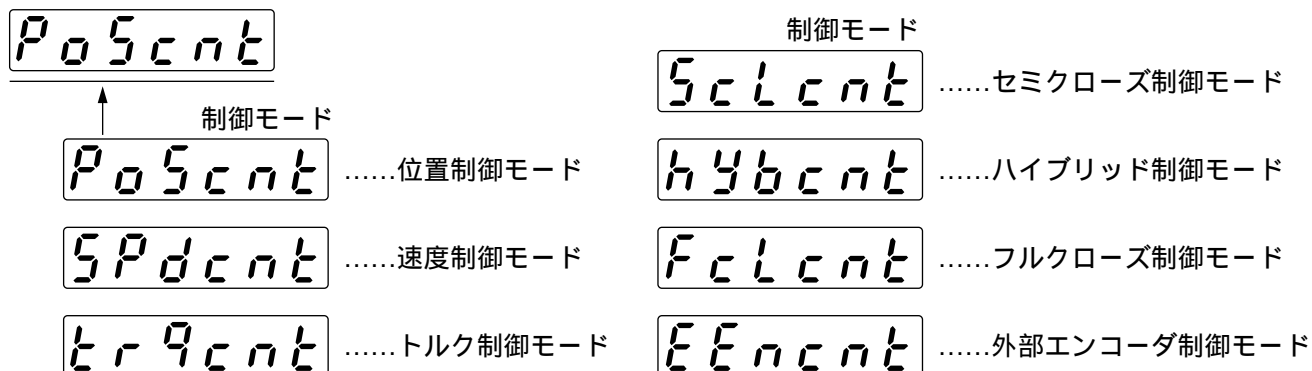 PoScnt
制御モード
PoScnt ……位置制御モード
SPdcnt ……速度制御モード
trqcnt ……トルク制御モード
制御モード
ScLcnt ……セミクローズ制御モード
hYbcnt ……ハイブリッド制御モード
FcLcnt ……フルクローズ制御モード
EEncnt ……外部エンコーダ制御モード